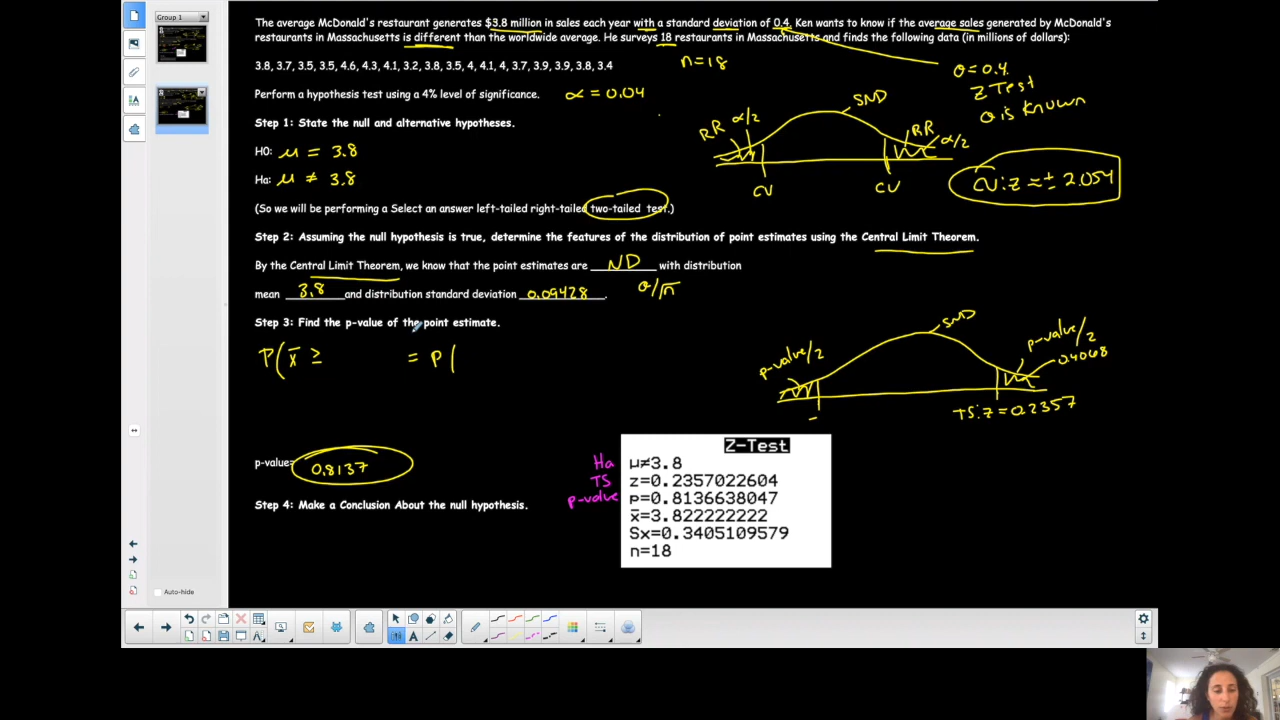 Group 1
The average McDonald's restaurant generates $3.8 million in sales each year with a standard deviation of 0.4. Ken wants to know if the average sales generated by McDonald's
restaurants in Massachusetts is different than the worldwide average. He surveys 18 restaurants in Massachusetts and finds the following data (in millions of dollars):
n=18
3.8, 3.7, 3.5, 3.5, 4.6, 4.3, 4.1, 3.2, 3.8, 3.5, 4, 4.1, 4, 3.7, 3.9, 3.9, 3.8, 3.4
σ=0.4
Z Test
σ is known
Perform a hypothesis test using a 4% level of significance. α=0.04
SND
RR α/2
RR
α/2
CV
CV
CV: z=± 2.054
Step 1: State the null and alternative hypotheses.
H0: μ = 3.8
Ha: μ ≠ 3.8
(So we will be performing a Select an answer left-tailed right-tailed two-tailed test.)
Step 2: Assuming the null hypothesis is true, determine the features of the distribution of point estimates using the Central Limit Theorem.
By the Central Limit Theorem, we know that the point estimates are ND with distribution
mean 3.8 and distribution standard deviation 0.09428. σ/√n
Step 3: Find the p-value of the point estimate.
P(x̄ ≥ = P(
SND
p-value/2
p-value/2
0.4068
-
TS: z=0.2357
p-value= 0.8137
Z-Test
Ha μ≠3.8
TS z=0.2357022604
p-value p=0.8136638047
x̄=3.822222222
Sx=0.3405109579
n=18
Step 4: Make a Conclusion About the null hypothesis.
Auto-hide